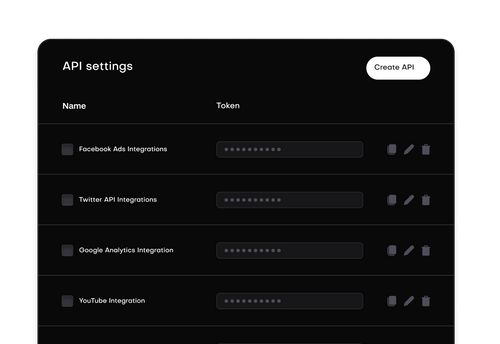 API settings
Create API
Name
Token
Facebook Ads Integrations
Twitter API Integrations
Google Analytics Integration
YouTube Integration